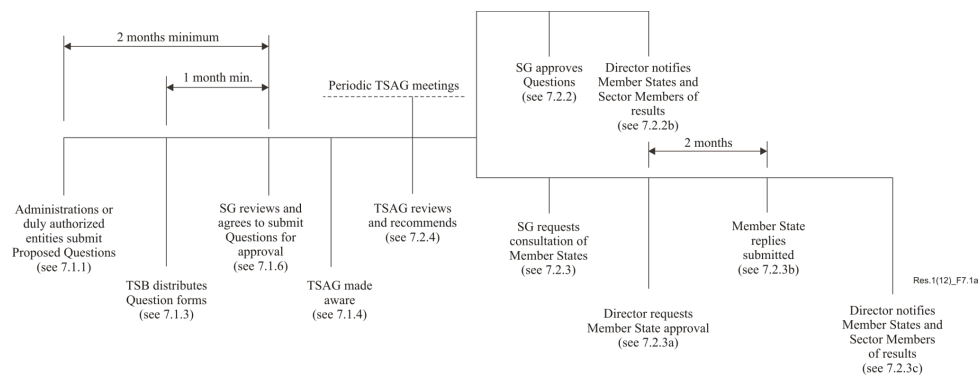 2 months minimum
1 month min.
Periodic TSAG meetings
SG approves
Questions
(see 7.2.2)
Director notifies
Member States and
Sector Members of
results
(see 7.2.2b)
2 months
Administrations or
duly authorized
entities submit
Proposed Questions
(see 7.1.1)
TSB distributes
Question forms
(see 7.1.3)
SG reviews and
agrees to submit
Questions for
approval
(see 7.1.6)
TSAG made
aware
(see 7.1.4)
TSAG reviews
and recommends
(see 7.2.4)
SG requests
consultation of
Member States
(see 7.2.3)
Director requests
Member State approval
(see 7.2.3a)
Member State
replies
submitted
(see 7.2.3b)
Director notifies
Member States and
Sector Members
of results
(see 7.2.3c)
Res.1(12)_F7.1a